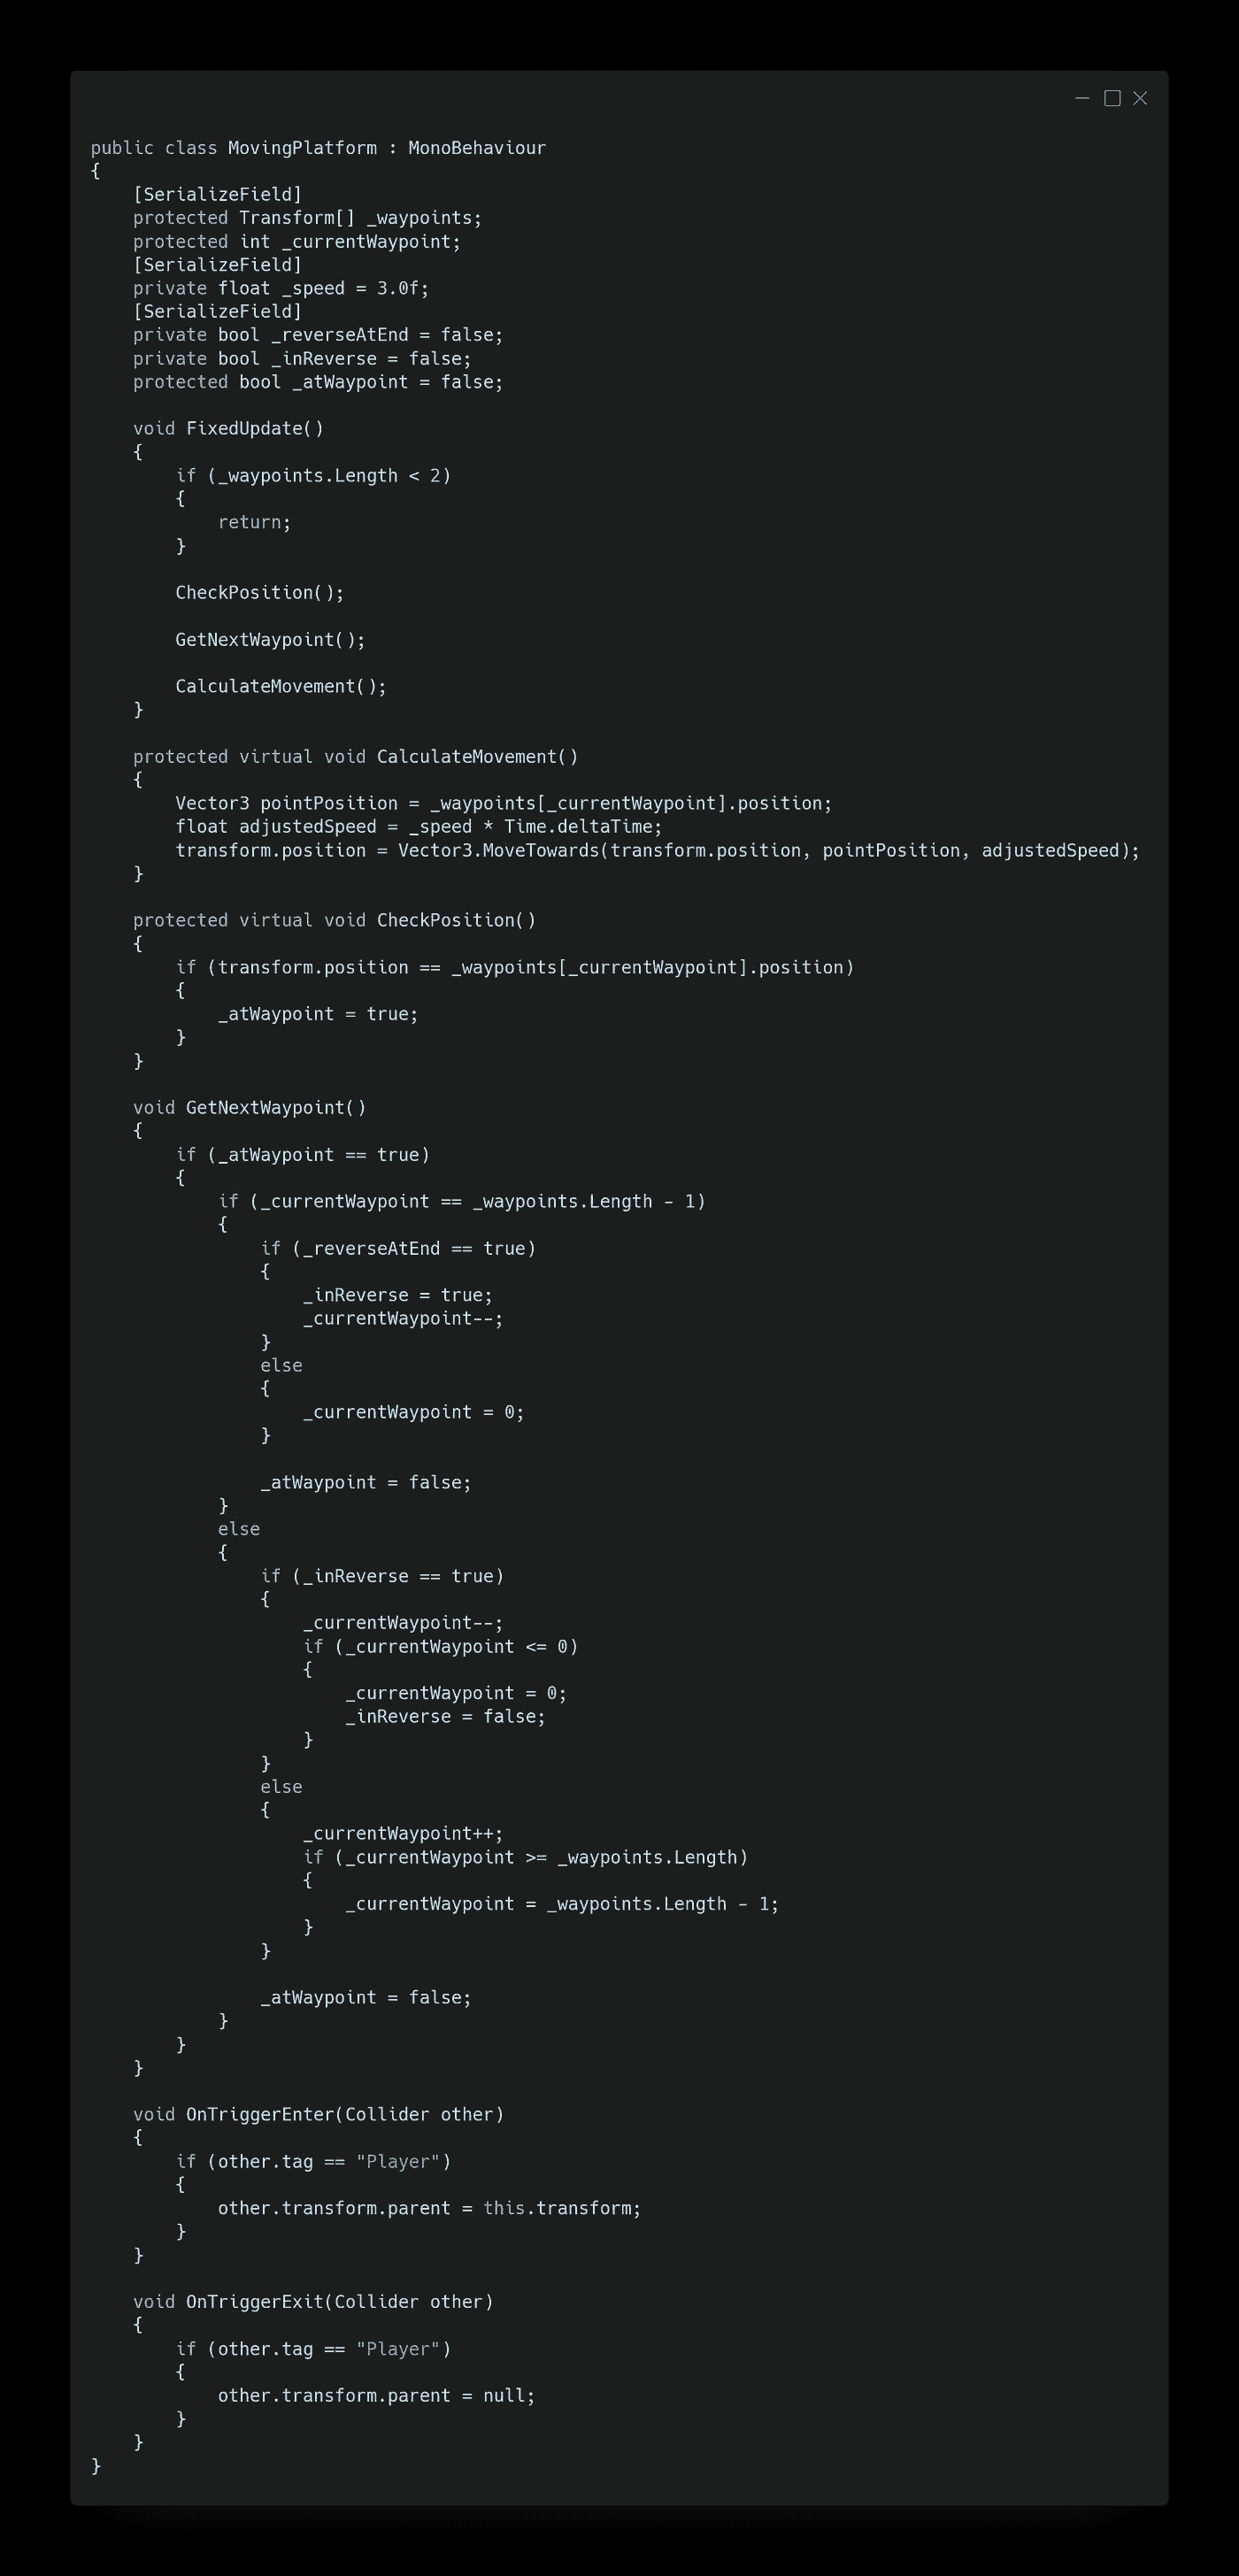 public class MovingPlatform : MonoBehaviour
{
    [SerializeField]
    protected Transform[] _waypoints;
    protected int _currentWaypoint;
    [SerializeField]
    private float _speed = 3.0f;
    [SerializeField]
    private bool _reverseAtEnd = false;
    private bool _inReverse = false;
    protected bool _atWaypoint = false;

    void FixedUpdate()
    {
        if (_waypoints.Length < 2)
        {
            return;
        }

        CheckPosition();

        GetNextWaypoint();

        CalculateMovement();
    }

    protected virtual void CalculateMovement()
    {
        Vector3 pointPosition = _waypoints[_currentWaypoint].position;
        float adjustedSpeed = _speed * Time.deltaTime;
        transform.position = Vector3.MoveTowards(transform.position, pointPosition, adjustedSpeed);
    }

    protected virtual void CheckPosition()
    {
        if (transform.position == _waypoints[_currentWaypoint].position)
        {
            _atWaypoint = true;
        }
    }

    void GetNextWaypoint()
    {
        if (_atWaypoint == true)
        {
            if (_currentWaypoint == _waypoints.Length - 1)
            {
                if (_reverseAtEnd == true)
                {
                    _inReverse = true;
                    _currentWaypoint--;
                }
                else
                {
                    _currentWaypoint = 0;
                }

                _atWaypoint = false;
            }
            else
            {
                if (_inReverse == true)
                {
                    _currentWaypoint--;
                    if (_currentWaypoint <= 0)
                    {
                        _currentWaypoint = 0;
                        _inReverse = false;
                    }
                }
                else
                {
                    _currentWaypoint++;
                    if (_currentWaypoint >= _waypoints.Length)
                    {
                        _currentWaypoint = _waypoints.Length - 1;
                    }
                }

                _atWaypoint = false;
            }
        }
    }

    void OnTriggerEnter(Collider other)
    {
        if (other.tag == "Player")
        {
            other.transform.parent = this.transform;
        }
    }

    void OnTriggerExit(Collider other)
    {
        if (other.tag == "Player")
        {
            other.transform.parent = null;
        }
    }
}